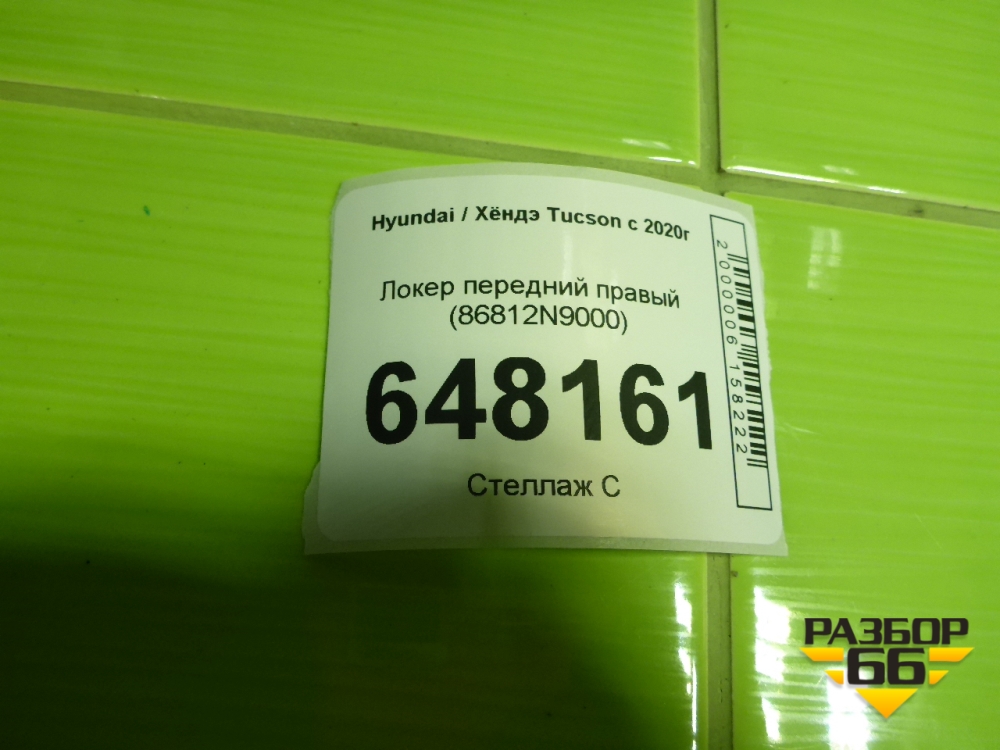 Hyundai / Хёндэ Tucson с 2020г
Локер передний правый
(86812N9000)
648161
Стеллаж С
2000006158222
РАЗБОР
66